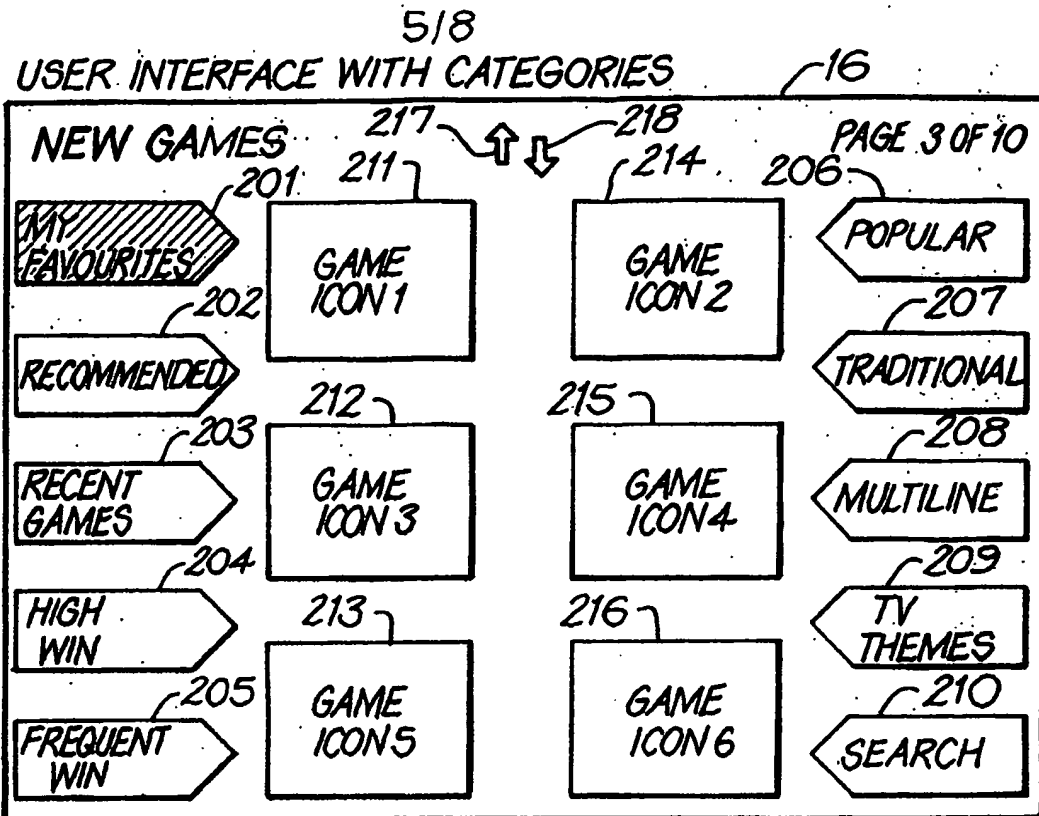 5/8
USER INTERFACE WITH CATEGORIES
16
NEW GAMES
217
218
PAGE 3 OF 10
201
211
214
206
MY
FAVOURITES
GAME
ICON 1
GAME
ICON 2
POPULAR
202
207
RECOMMENDED
TRADITIONAL
203
212
215
208
RECENT
GAMES
GAME
ICON 3
GAME
ICON 4
MULTILINE
204
209
HIGH
WIN
TV
THEMES
205
213
216
210
FREQUENT
WIN
GAME
ICON 5
GAME
ICON 6
SEARCH